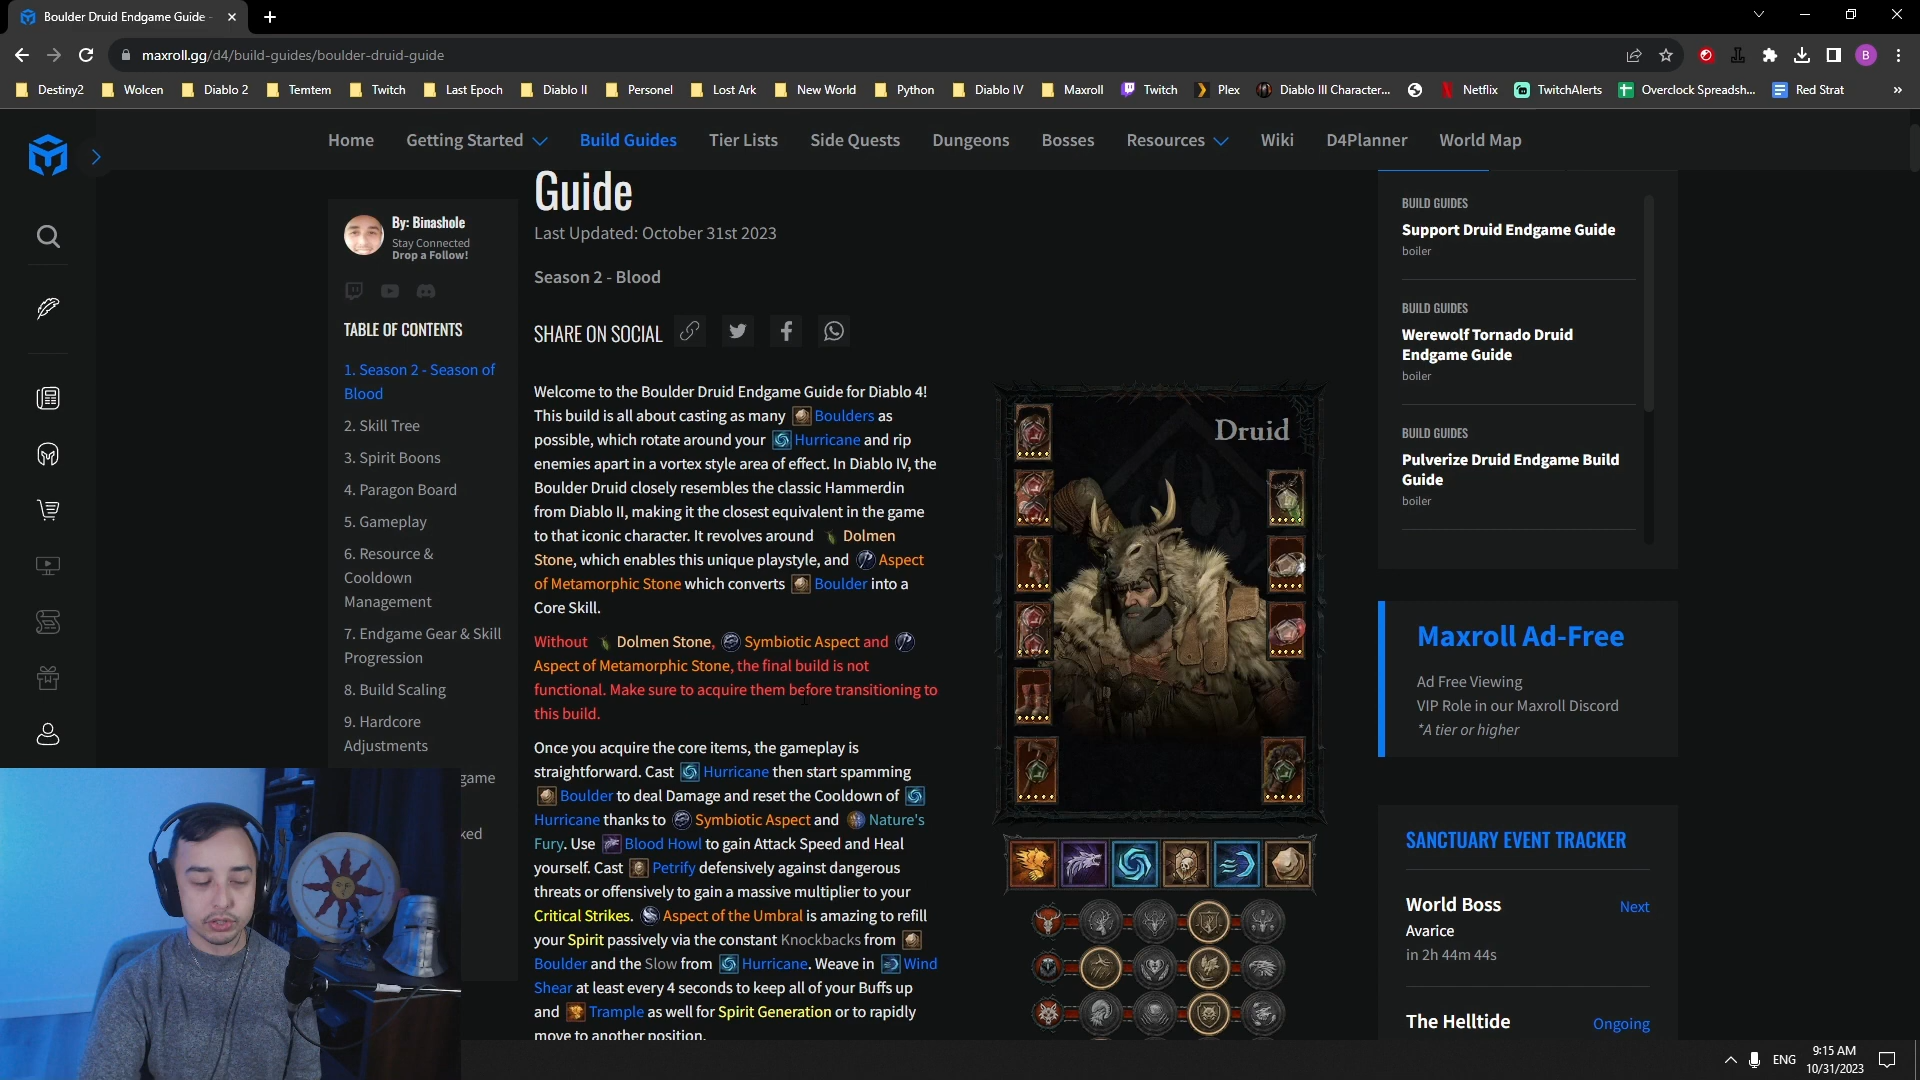 Boulder Druid Endgame Guide -
maxroll.gg/d4/build-guides/boulder-druid-guide
B
Destiny2
Wolcen
Diablo 2
Temtem
Twitch
Last Epoch
Diablo II
Personel
Lost Ark
New World
Python
Diablo IV
Maxroll
Twitch
Plex
Diablo III Character...
Netflix
TwitchAlerts
Overclock Spreadsh...
Red Strat
»
Home
Getting Started
Build Guides
Tier Lists
Side Quests
Dungeons
Bosses
Resources
Wiki
D4Planner
World Map
By: Binashole
Stay Connected
Drop a Follow!
TABLE OF CONTENTS
1. Season 2 - Season of
Blood
2. Skill Tree
3. Spirit Boons
4. Paragon Board
5. Gameplay
6. Resource &
Cooldown
Management
7. Endgame Gear & Skill
Progression
8. Build Scaling
9. Hardcore
Adjustments
game
ked
Guide
Last Updated: October 31st 2023
Season 2 - Blood
SHARE ON SOCIAL
Welcome to the Boulder Druid Endgame Guide for Diablo 4!
This build is all about casting as many Boulders as
possible, which rotate around your Hurricane and rip
enemies apart in a vortex style area of effect. In Diablo IV, the
Boulder Druid closely resembles the classic Hammerdin
from Diablo II, making it the closest equivalent in the game
to that iconic character. It revolves around Dolmen
Stone, which enables this unique playstyle, and Aspect
of Metamorphic Stone which converts Boulder into a
Core Skill.
Without Dolmen Stone, Symbiotic Aspect and
Aspect of Metamorphic Stone, the final build is not
functional. Make sure to acquire them before transitioning to
this build.
Once you acquire the core items, the gameplay is
straightforward. Cast Hurricane then start spamming
Boulder to deal Damage and reset the Cooldown of
Hurricane thanks to Symbiotic Aspect and Nature's
Fury. Use Blood Howl to gain Attack Speed and Heal
yourself. Cast Petrify defensively against dangerous
threats or offensively to gain a massive multiplier to your
Critical Strikes. Aspect of the Umbral is amazing to refill
your Spirit passively via the constant Knockbacks from
Boulder and the Slow from Hurricane. Weave in Wind
Shear at least every 4 seconds to keep all of your Buffs up
and Trample as well for Spirit Generation or to rapidly
move to another position.
Druid
BUILD GUIDES
Support Druid Endgame Guide
boiler
BUILD GUIDES
Werewolf Tornado Druid
Endgame Guide
boiler
BUILD GUIDES
Pulverize Druid Endgame Build
Guide
boiler
Maxroll Ad-Free
Ad Free Viewing
VIP Role in our Maxroll Discord
*A tier or higher
SANCTUARY EVENT TRACKER
World Boss
Next
Avarice
in 2h 44m 44s
The Helltide
Ongoing
ENG
9:15 AM
10/31/2023